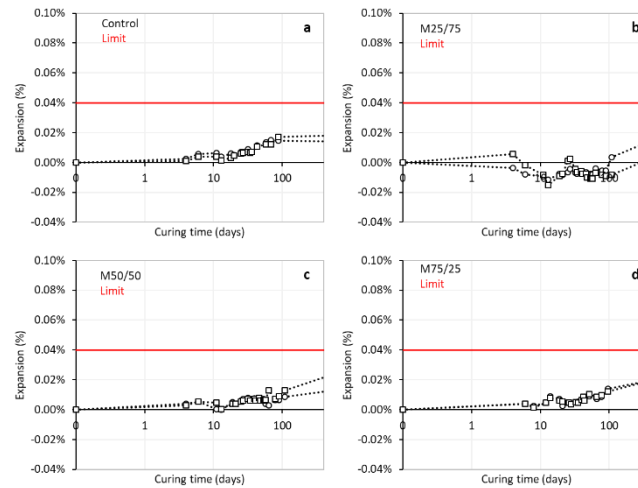 0.10%
0.08%
0.06%
0.04%
0.02%
0.00%
-0.02%
-0.04%
Expansion (%)
Control
Limit
a
0 1 10 100
Curing time (days)
0.10%
0.08%
0.06%
0.04%
0.02%
0.00%
-0.02%
-0.04%
Expansion (%)
M25/75
Limit
b
0 1 10 100
Curing time (days)
0.10%
0.08%
0.06%
0.04%
0.02%
0.00%
-0.02%
-0.04%
Expansion (%)
M50/50
Limit
c
0 1 10 100
Curing time (days)
0.10%
0.08%
0.06%
0.04%
0.02%
0.00%
-0.02%
-0.04%
Expansion (%)
M75/25
Limit
d
0 1 10 100
Curing time (days)